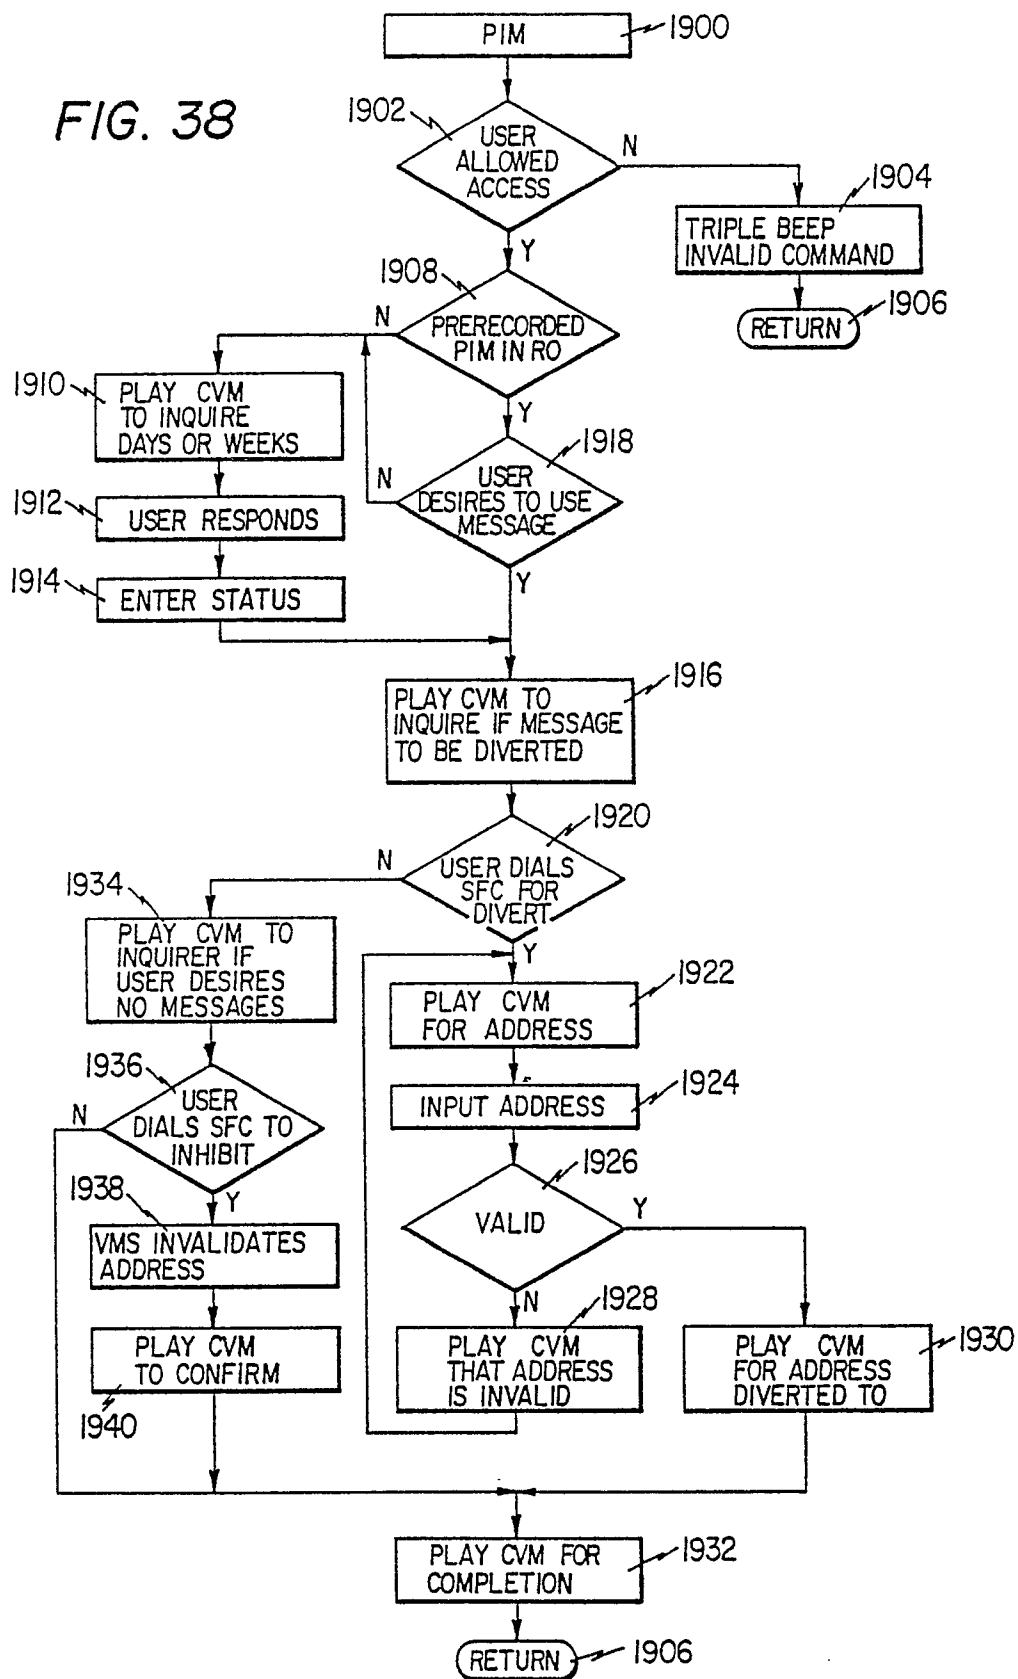 FIG. 38
PIM
1900
1902
USER
ALLOWED
ACCESS
N
Y
1904
TRIPLE BEEP
INVALID COMMAND
RETURN
1906
1908
PRERECORDED
PIM IN RO
N
Y
1910
PLAY CVM
TO INQUIRE
DAYS OR WEEKS
1912
USER RESPONDS
1914
ENTER STATUS
1918
USER
DESIRES TO USE
MESSAGE
N
Y
1916
PLAY CVM TO
INQUIRE IF MESSAGE
TO BE DIVERTED
1920
USER DIALS
SFC FOR
DIVERT
N
Y
1934
PLAY CVM TO
INQUIRER IF
USER DESIRES
NO MESSAGES
1922
PLAY CVM
FOR ADDRESS
1924
INPUT ADDRESS
1936
USER
DIALS SFC TO
INHIBIT
N
Y
1926
VALID
Y
N
1938
VMS INVALIDATES
ADDRESS
1928
PLAY CVM
THAT ADDRESS
IS INVALID
1930
PLAY CVM
FOR ADDRESS
DIVERTED TO
PLAY CVM
TO CONFIRM
1940
1932
PLAY CVM FOR
COMPLETION
RETURN
1906